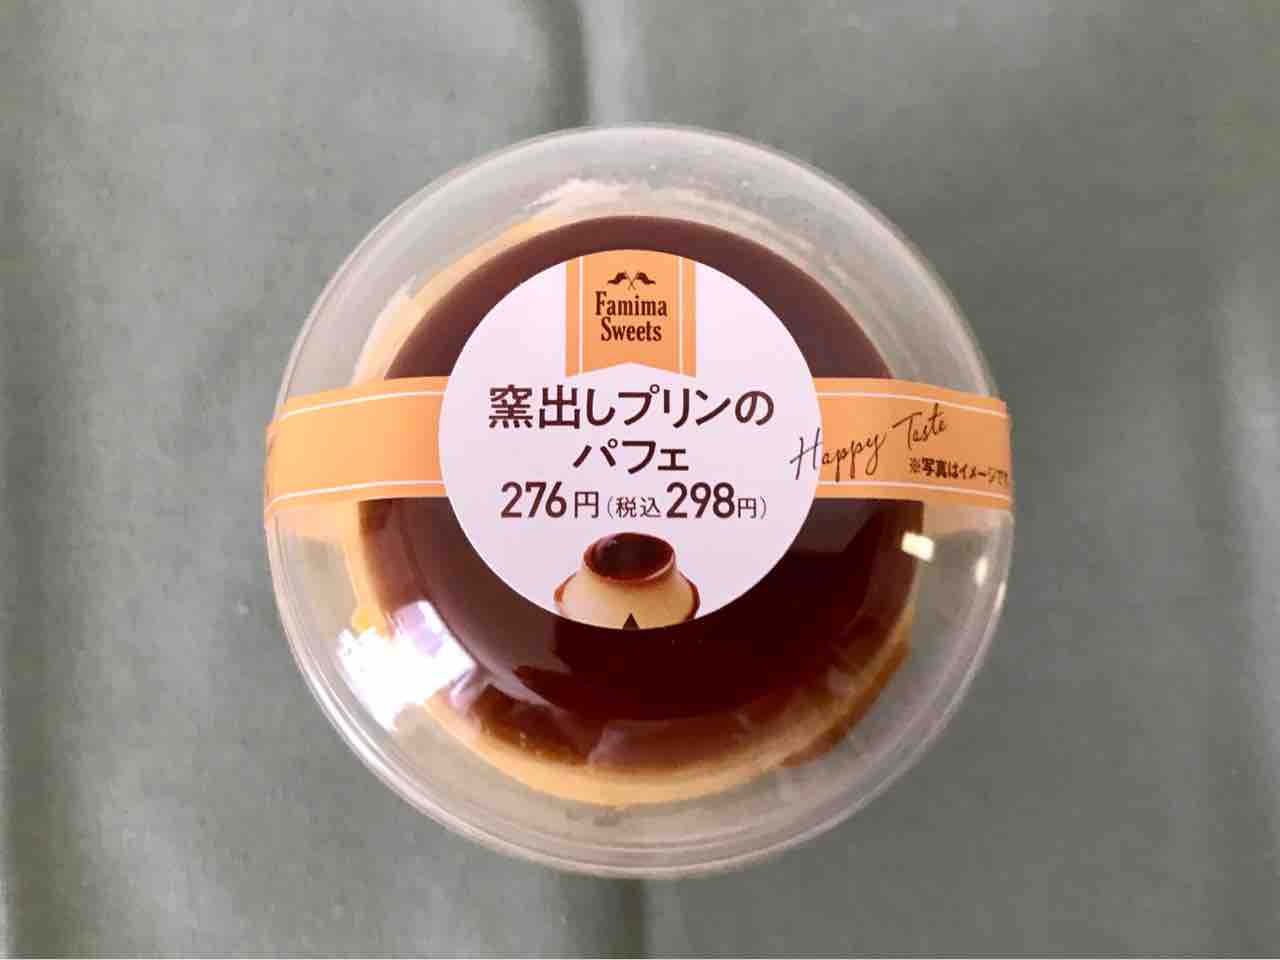 Famima
Sweets
窯出しプリンの
パフェ
276円(税込298円)
Happy Taste
※写真はイメージです。